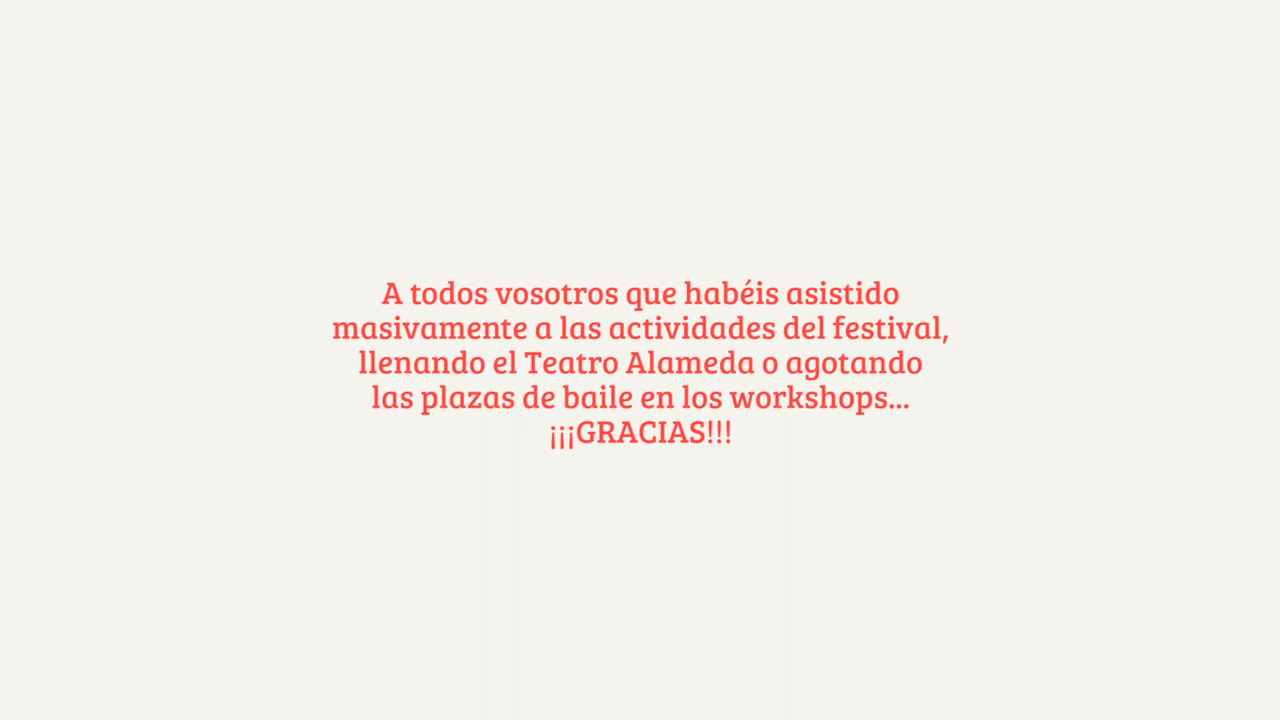 A todos vosotros que habéis asistido
masivamente a las actividades del festival,
llenando el Teatro Alameda o agotando
las plazas de baile en los workshops...
¡¡¡GRACIAS!!!